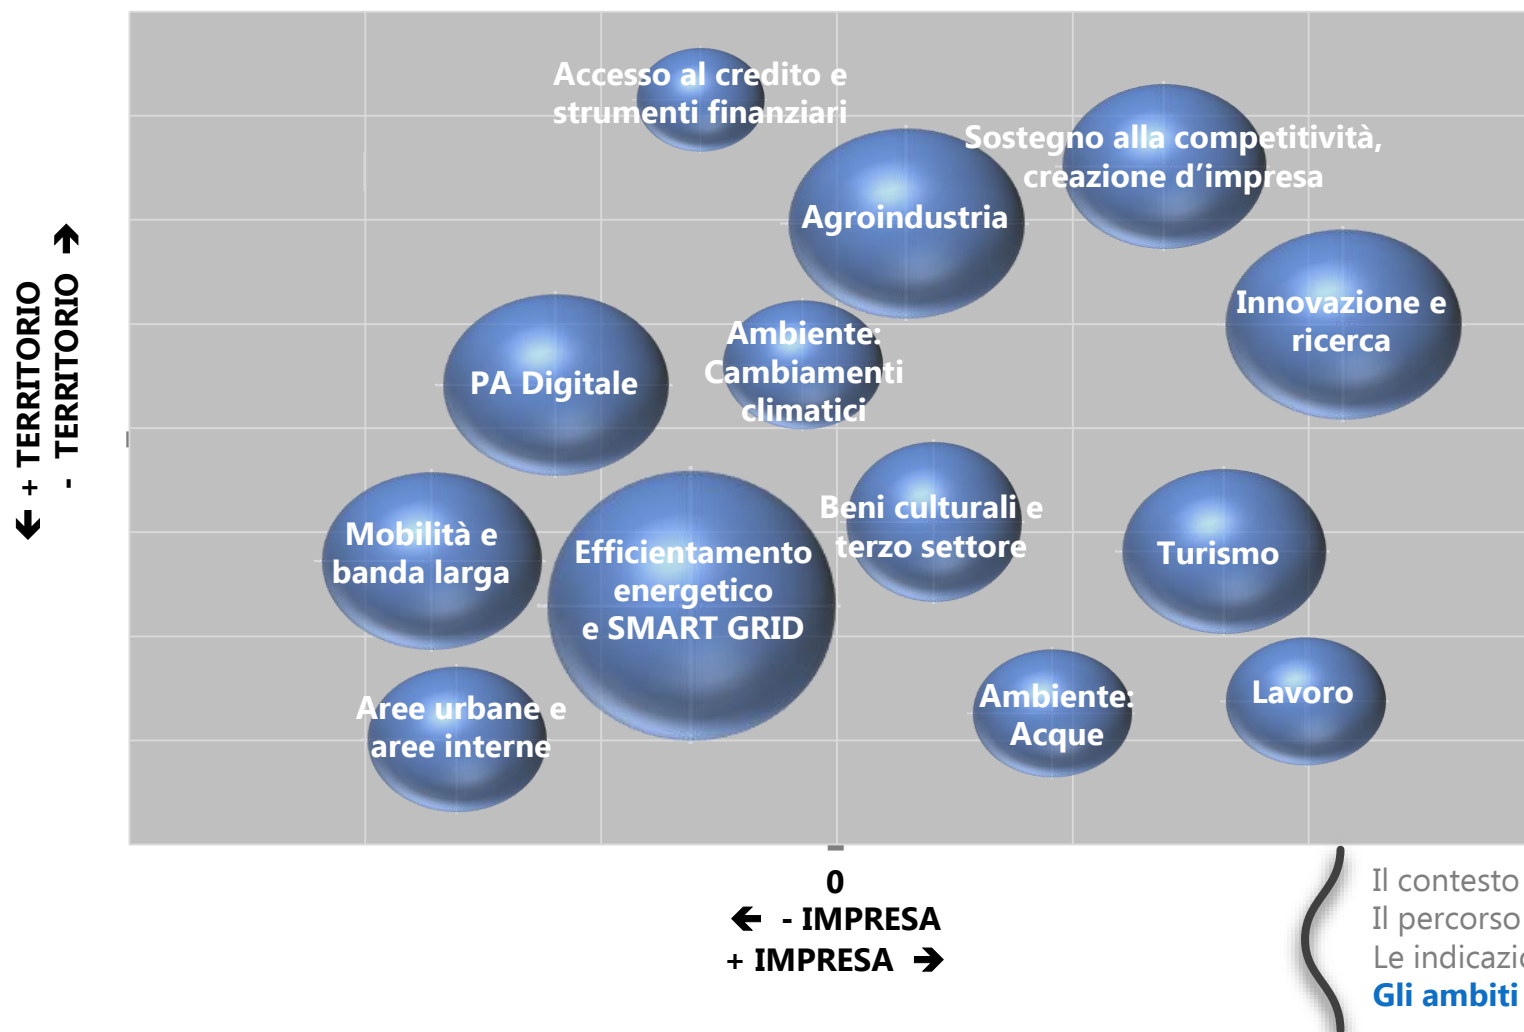 Accesso al credito e
strumenti finanziari
Sostegno alla competitività,
creazione d’impresa
Agroindustria
Innovazione e
ricerca
Ambiente:
Cambiamenti
climatici
PA Digitale
Mobilità e
banda larga
Efficientamento
energetico
e SMART GRID
Beni culturali e
terzo settore
Turismo
Aree urbane e
aree interne
Ambiente:
Acque
Lavoro
🡨 + TERRITORIO
- TERRITORIO 🡪
0
🡨 - IMPRESA
+ IMPRESA 🡪
Il contesto
Il percorso
Le
Gli ambiti